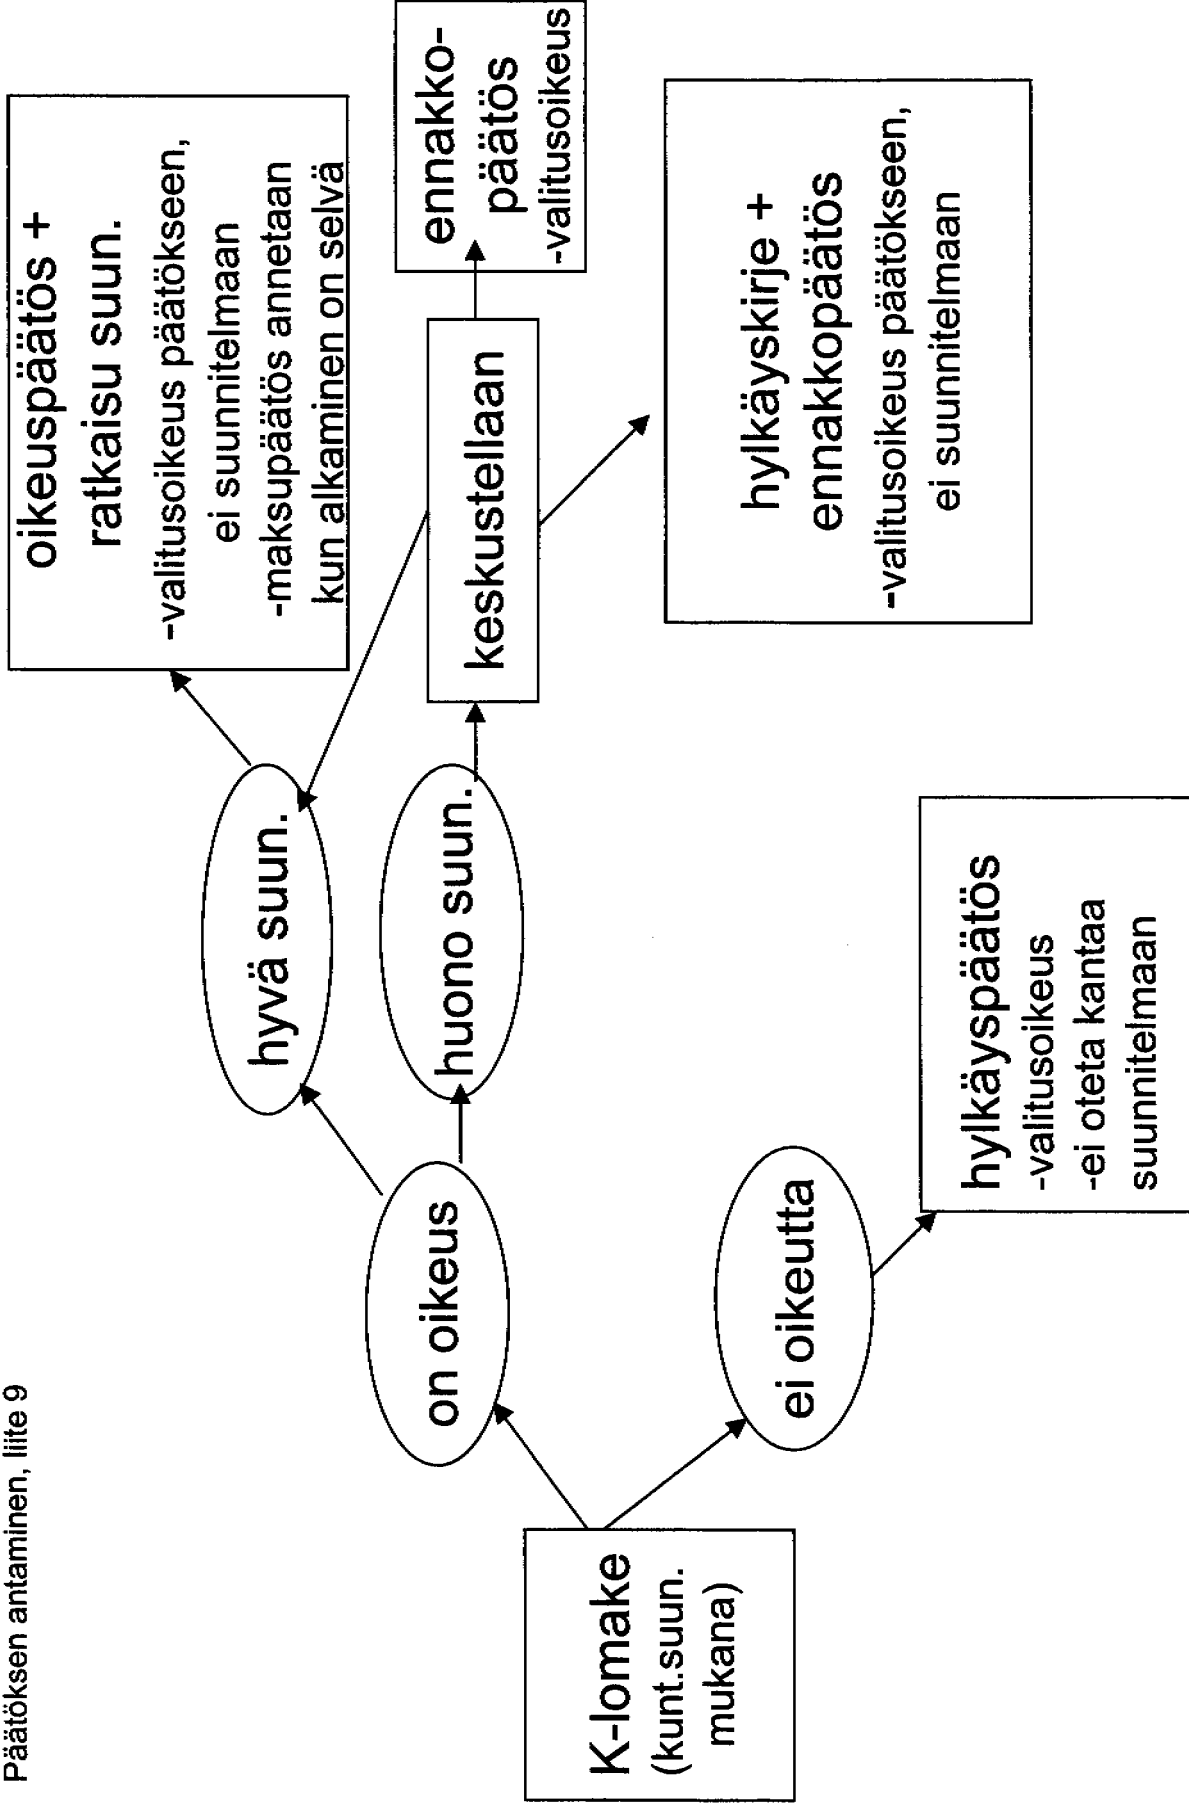 Päätöksen antaminen, liite 9
K-lomake
(kunt.suun.
mukana)
on oikeus
ei oikeutta
hyvä suun.
huono suun.
hylkäyspäätös
-valitusoikeus
-ei oteta kantaa
suunnitelmaan
keskustellaan
oikeuspäätös +
ratkaisu suun.
-valitusoikeus päätökseen,
ei suunnitelmaan
-maksupäätös annetaan
kun alkaminen on selvä
ennakko-
päätös
-valitusoikeus
hylkäyskirje +
ennakkopäätös
-valitusoikeus päätökseen,
ei suunnitelmaan